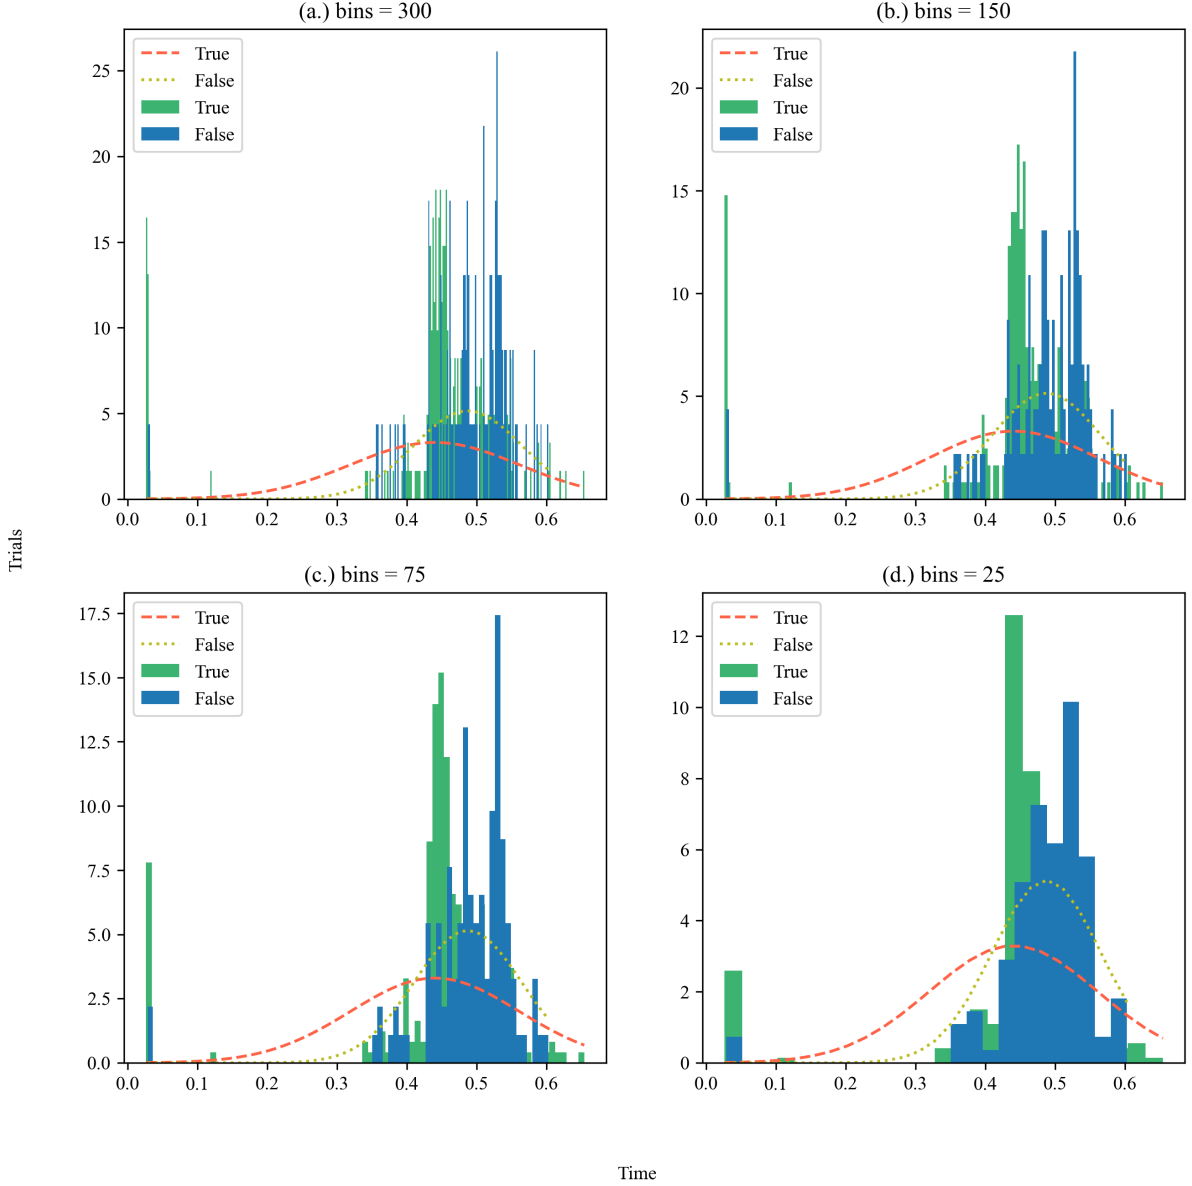 (a.) bins = 300
True
False
True
False
25
20
15
10
5
0
0.0 0.1 0.2 0.3 0.4 0.5 0.6
(b.) bins = 150
True
False
True
False
20
15
10
5
0
0.0 0.1 0.2 0.3 0.4 0.5 0.6
Trials
(c.) bins = 75
True
False
True
False
17.5
15.0
12.5
10.0
7.5
5.0
2.5
0.0
0.0 0.1 0.2 0.3 0.4 0.5 0.6
(d.) bins = 25
True
False
True
False
12
10
8
6
4
2
0
0.0 0.1 0.2 0.3 0.4 0.5 0.6
Time